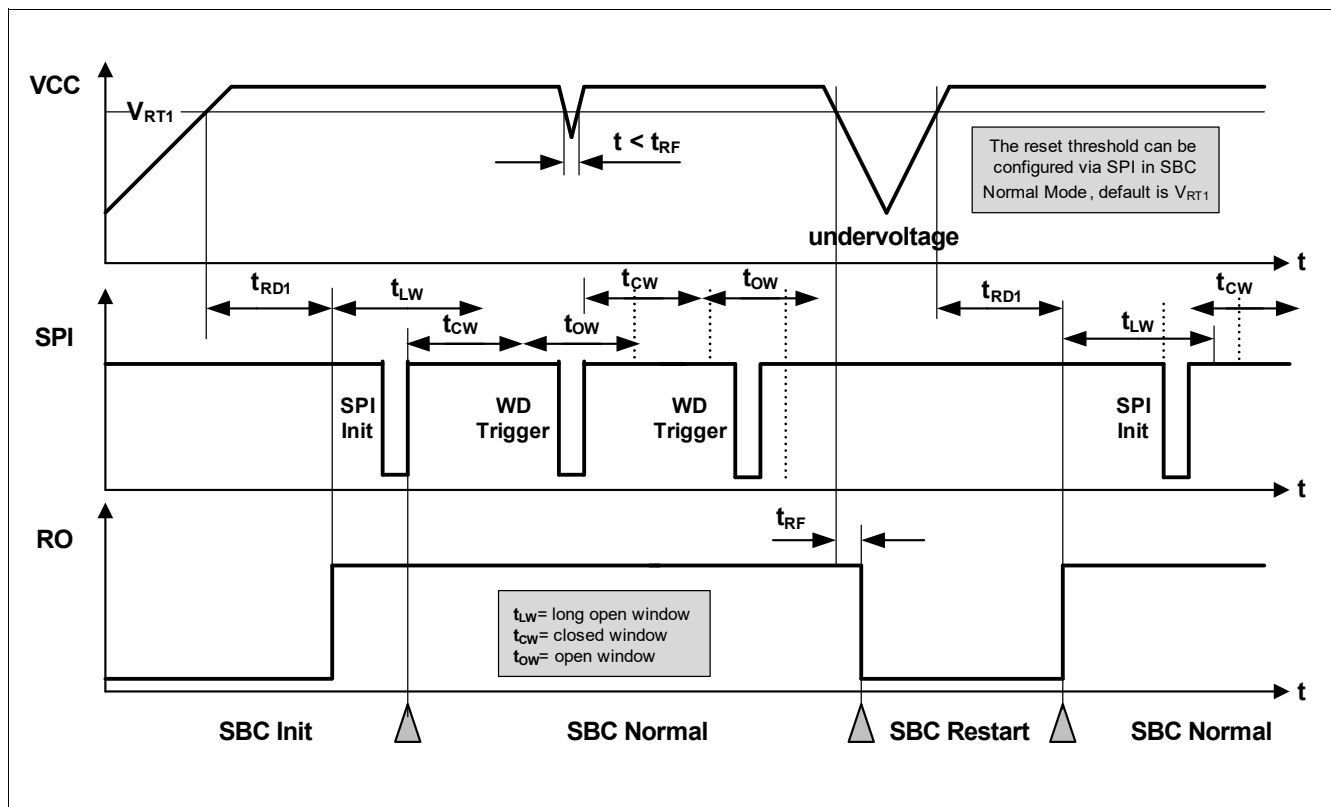 VCC
VRT1
t < tRF
The reset threshold can be
configured via SPI in SBC
Normal Mode, default is VRT1
undervoltage
t
tRD1
tLW
tCW
tOW
tCW
tOW
tRD1
tLW
tCW
SPI
SPI
Init
WD
Trigger
WD
Trigger
SPI
Init
t
RO
tRF
tLW= long open window
tCW= closed window
tOW= open window
t
SBC Init
SBC Normal
SBC Restart
SBC Normal